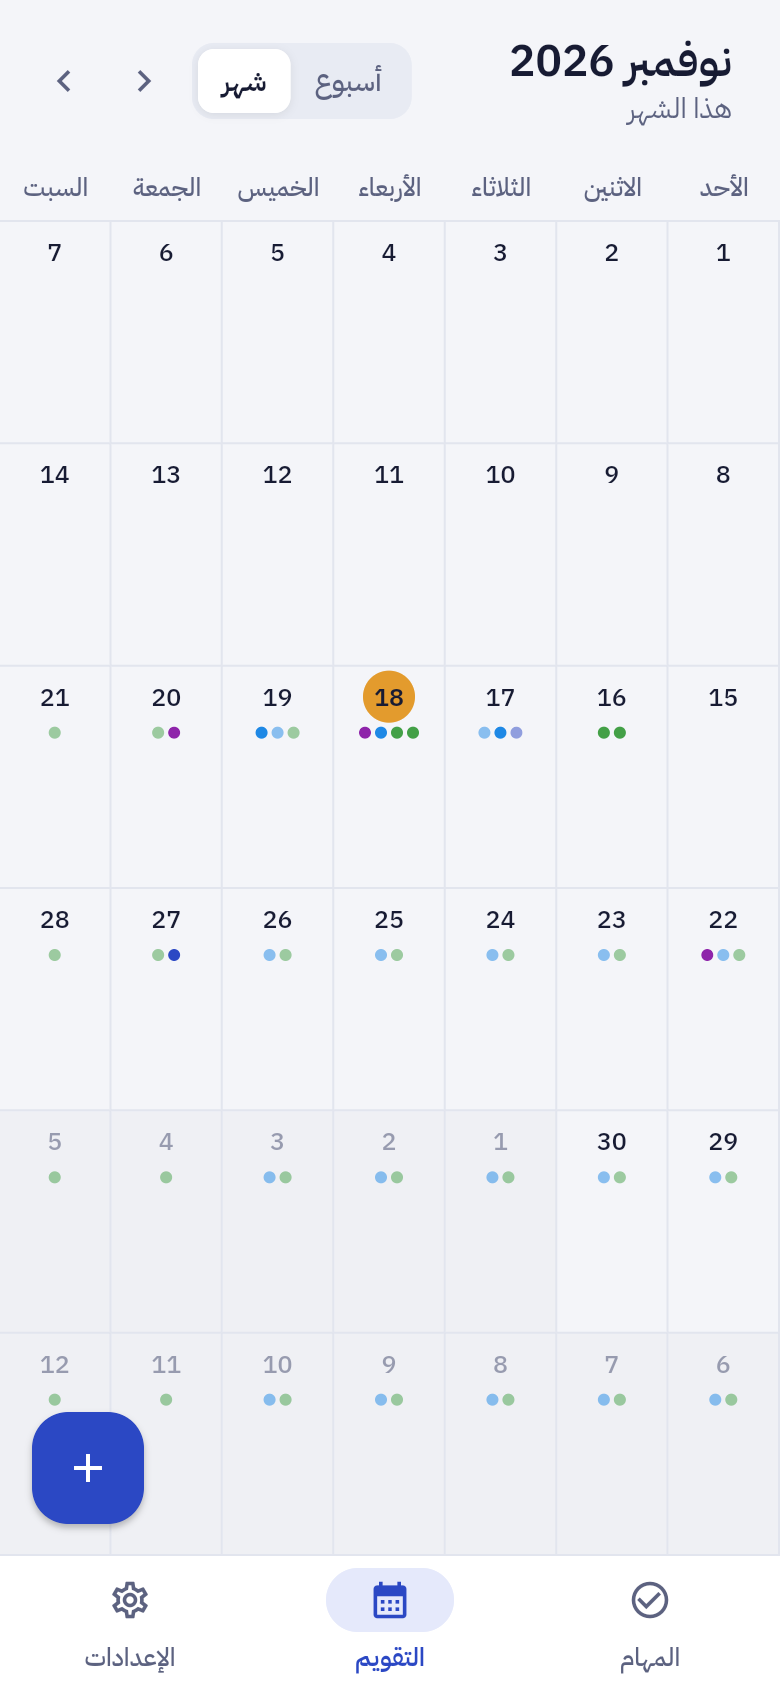 نوفمبر 2026
هذا الشهر
أسبوع
شهر
الأحد الاثنين الثلاثاء الأربعاء الخميس الجمعة السبت
1 2 3 4 5 6 7
8 9 10 11 12 13 14
15 16 17 18 19 20 21
22 23 24 25 26 27 28
29 30 1 2 3 4 5
6 7 8 9 10 11 12
المهام التقويم الإعدادات